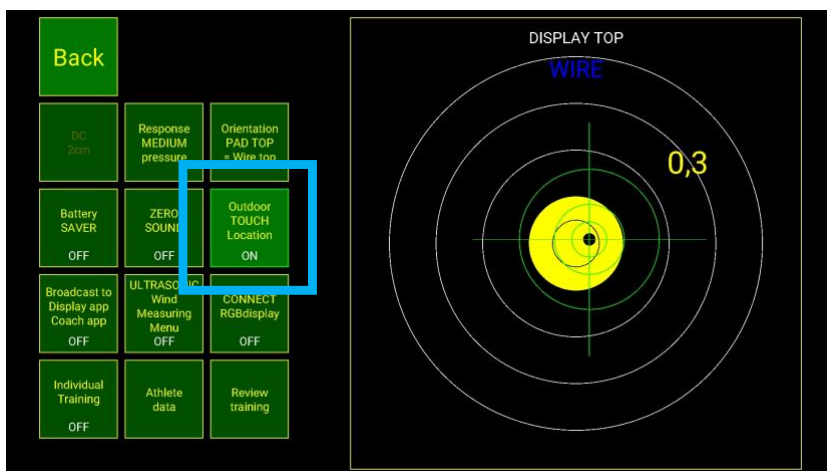 Back
DC
2cm
Response
MEDIUM
pressure
Orientation
PAD TOP
= Wire top
Battery
SAVER
OFF
ZERO
SOUND
OFF
Outdoor
TOUCH
Location
ON
Broadcast to
Display app
Coach app
OFF
ULTRASONIC
Wind
Measuring
Menu
OFF
CONNECT
RGBdisplay
OFF
Individual
Training
OFF
Athlete
data
Review
training
DISPLAY TOP
WIRE
0,3